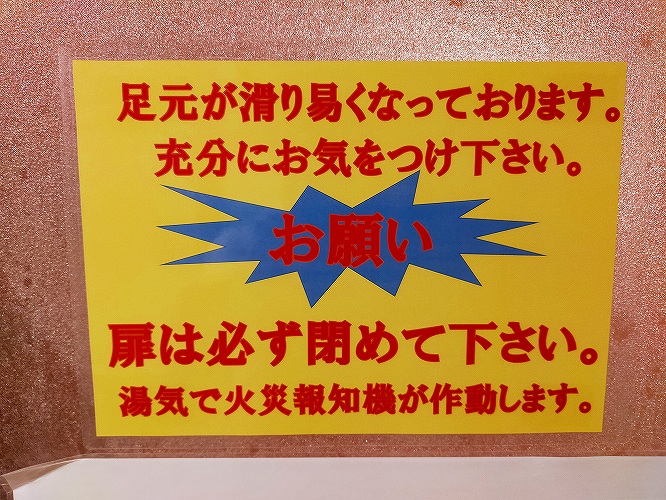 足元が滑り易くなっております。
充分にお気をつけ下さい。
お願い
扉は必ず閉めて下さい。
湯気で火災報知機が作動します。